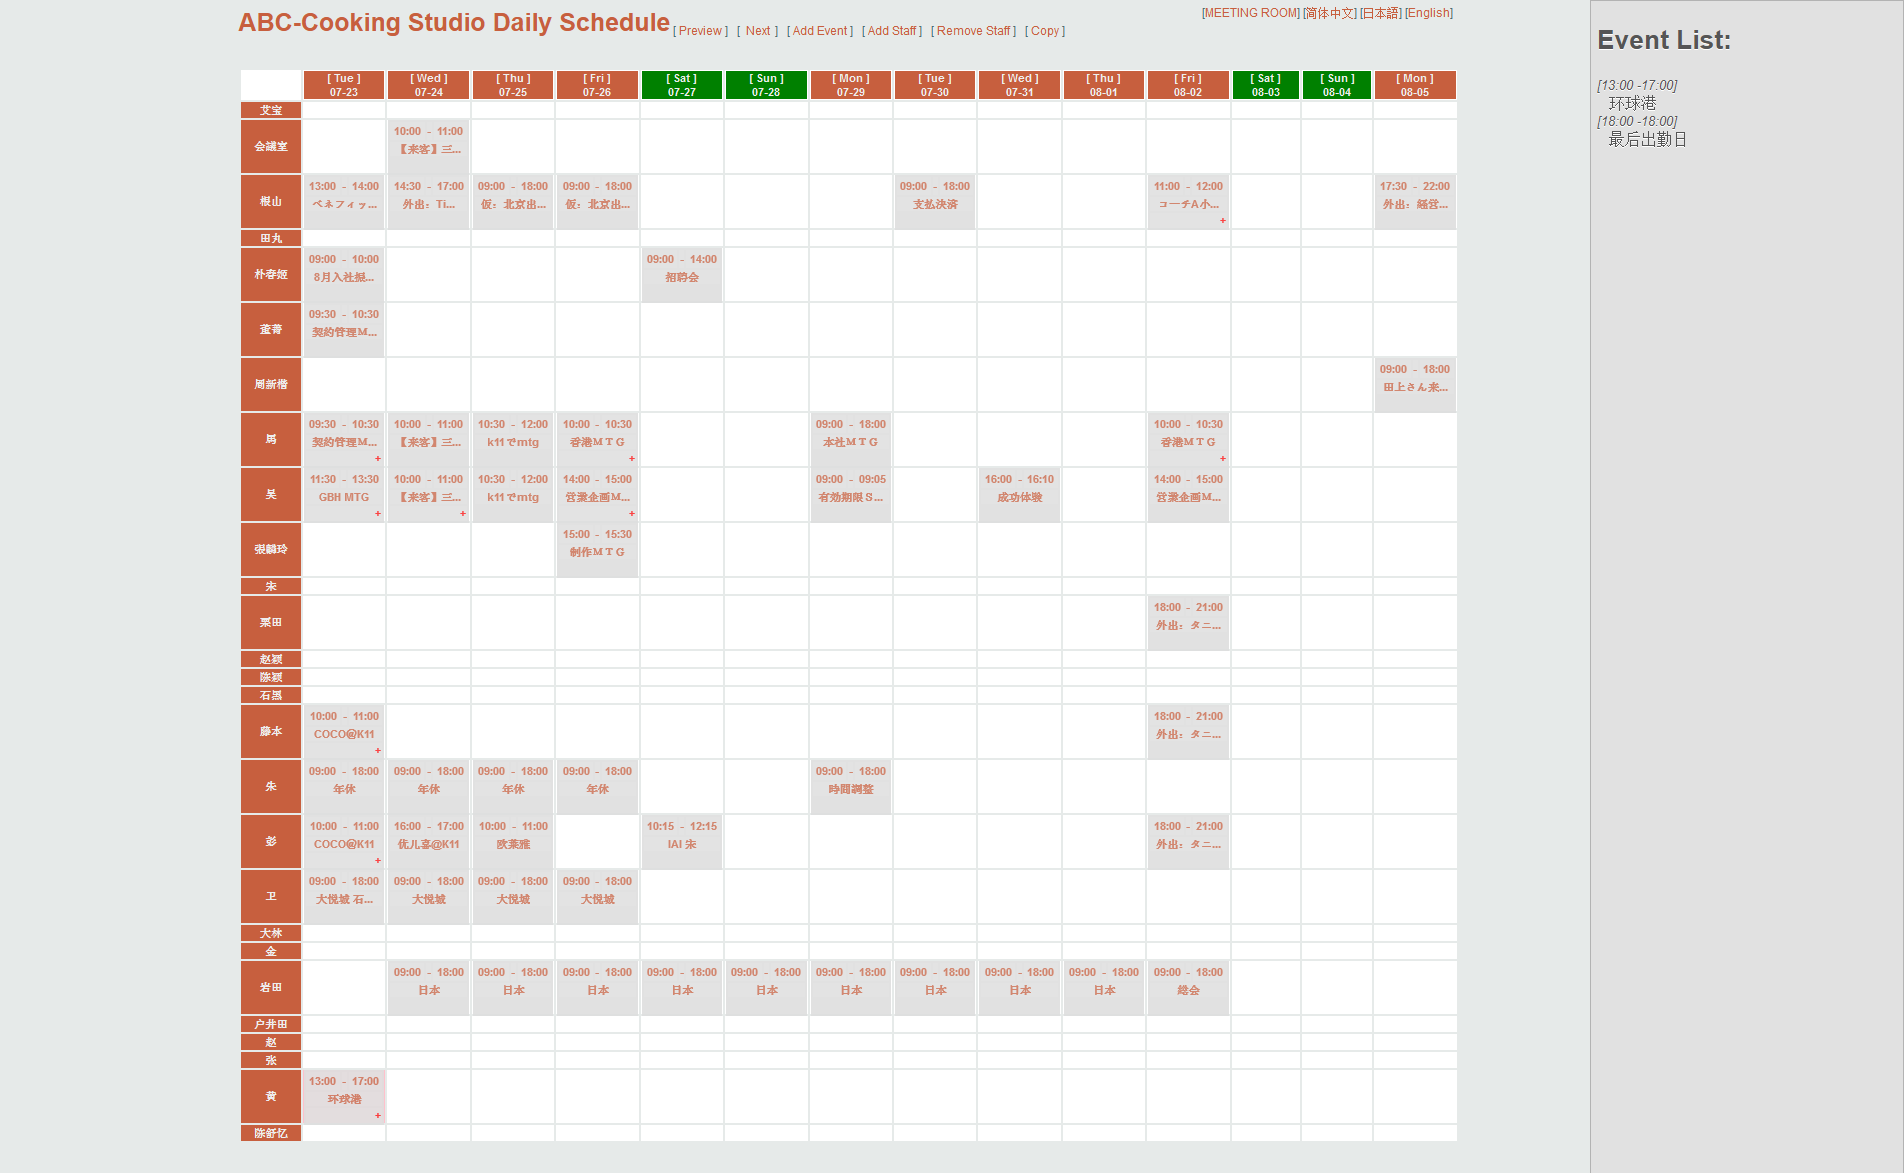 ABC-Cooking Studio Daily Schedule [ Preview ] [ Next ] [ Add Event ] [ Add Staff ] [ Remove Staff ] [ Copy ]
[MEETING ROOM] [简体中文] [日本語] [English]
[ Tue ] [ Wed ] [ Thu ] [ Fri ] [ Sat ] [ Sun ] [ Mon ] [ Tue ] [ Wed ] [ Thu ] [ Fri ] [ Sat ] [ Sun ] [ Mon ]
07-23 07-24 07-25 07-26 07-27 07-28 07-29 07-30 07-31 08-01 08-02 08-03 08-04 08-05
艾宝
会議室
10:00 - 11:00
【来客】三...
根山
13:00 - 14:00 14:30 - 17:00 09:00 - 18:00 09:00 - 18:00 09:00 - 18:00 11:00 - 12:00 17:30 - 22:00
ベネフィッ... 外出：Ti... 仮：北京出... 仮：北京出... 支払決済 コーチA小... 外出：経営...
+
田丸
朴春姫
09:00 - 10:00 09:00 - 14:00
8月入社振... 招聘会
09:30 - 10:30
契約管理Ｍ...
周新楷
09:00 - 18:00
田上さん来...
馬
09:30 - 10:30 10:00 - 11:00 10:30 - 12:00 10:00 - 10:30 09:00 - 18:00 10:00 - 10:30
契約管理Ｍ... 【来客】三... k11でmtg 香港ＭＴＧ 本社ＭＴＧ 香港ＭＴＧ
+ + +
吴
11:30 - 13:30 10:00 - 11:00 10:30 - 12:00 14:00 - 15:00 09:00 - 09:05 16:00 - 16:10 14:00 - 15:00
GBH MTG 【来客】三... k11でmtg 営業企画Ｍ... 有効期限Ｓ... 成功体験 営業企画Ｍ...
+ + +
張麟玲
15:00 - 15:30
制作ＭＴＧ
宋
栗田
18:00 - 21:00
外出：タニ...
赵颖
陈颖
石黒
藤本
10:00 - 11:00 18:00 - 21:00
COCO@K11 外出：タニ...
+
朱
09:00 - 18:00 09:00 - 18:00 09:00 - 18:00 09:00 - 18:00 09:00 - 18:00
年休 年休 年休 年休 時間調整
彭
10:00 - 11:00 16:00 - 17:00 10:00 - 11:00 10:15 - 12:15 18:00 - 21:00
COCO@K11 优儿喜@K11 欧莱雅 IAI 宋 外出：タニ...
+
卫
09:00 - 18:00 09:00 - 18:00 09:00 - 18:00 09:00 - 18:00
大悦城 石... 大悦城 大悦城 大悦城
大林
金
岩田
09:00 - 18:00 09:00 - 18:00 09:00 - 18:00 09:00 - 18:00 09:00 - 18:00 09:00 - 18:00 09:00 - 18:00 09:00 - 18:00 09:00 - 18:00 09:00 - 18:00
日本 日本 日本 日本 日本 日本 日本 日本 日本 総会
户井田
赵
张
黄
13:00 - 17:00
环球港
+
陈舒忆
Event List:
[13:00 -17:00]
环球港
[18:00 -18:00]
最后出勤日